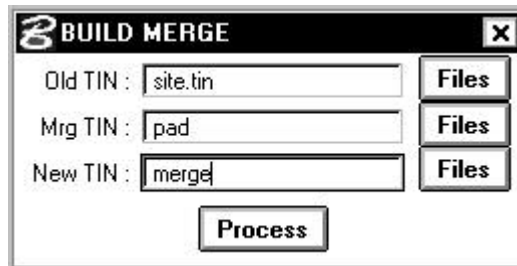 BUILD MERGE
Old TIN : site.tin Files
Mrg TIN : pad Files
New TIN : merge Files
Process